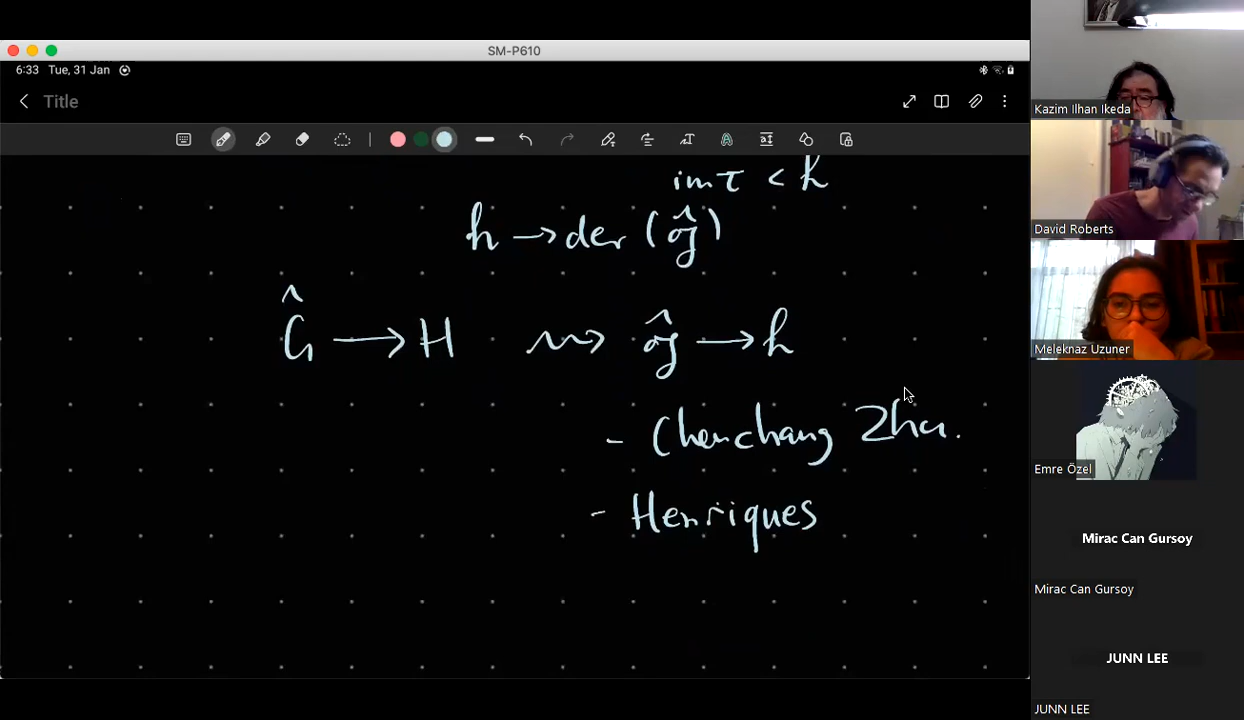 SM-P610
6:33 Tue, 31 Jan
Title
im τ < h
h → der (ĝ)
Ĝ → H ⇝ ĝ → h
- Chenchang Zhu.
- Henriques
Kazim Ilhan Ikeda
David Roberts
Meleknaz Uzuner
Emre Özel
Mirac Can Gursoy
Mirac Can Gursoy
JUNN LEE
JUNN LEE